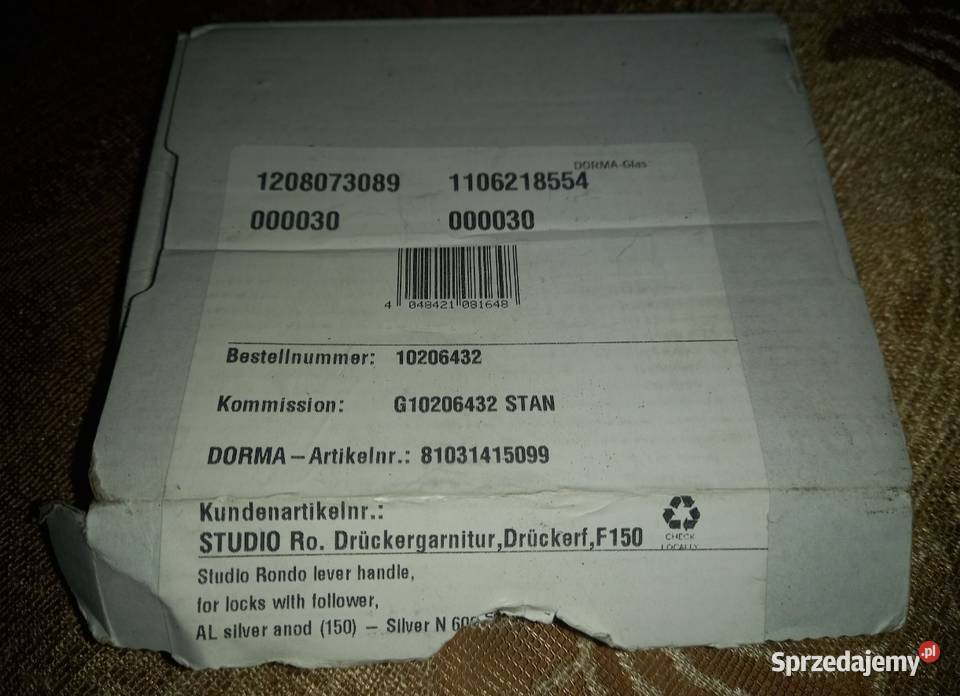 DORMA-Glas
1208073089 1106218554
000030 000030
4 048421 081648
Bestellnummer: 10206432
Kommission: G10206432 STAN
DORMA – Artikelnr.: 81031415099
Kundenartikelnr.:
STUDIO Ro. Drückergarnitur,Drückerf,F150
CHECK
LOCALLY
Studio Rondo lever handle,
for locks with follower,
AL silver anod (150) – Silver N
Sprzedajemy.pl